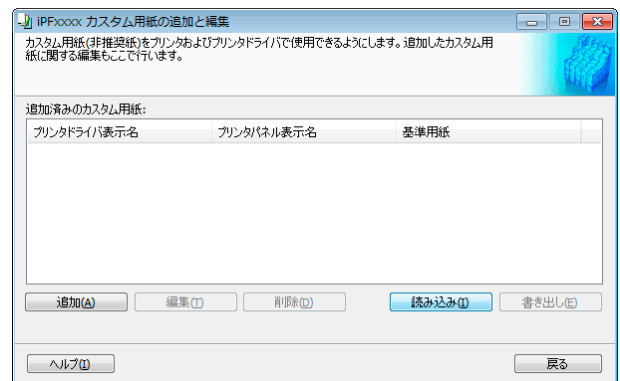 iPFxxxx カスタム用紙の追加と編集
カスタム用紙(非推奨紙)をプリンタおよびプリンタドライバで使用できるようにします。追加したカスタム用
紙に関する編集もここで行います。
追加済みのカスタム用紙:
プリンタドライバ表示名 プリンタパネル表示名 基準用紙
追加(A) 編集(T) 削除(D) 読み込み(I) 書き出し(E)
ヘルプ(I) 戻る